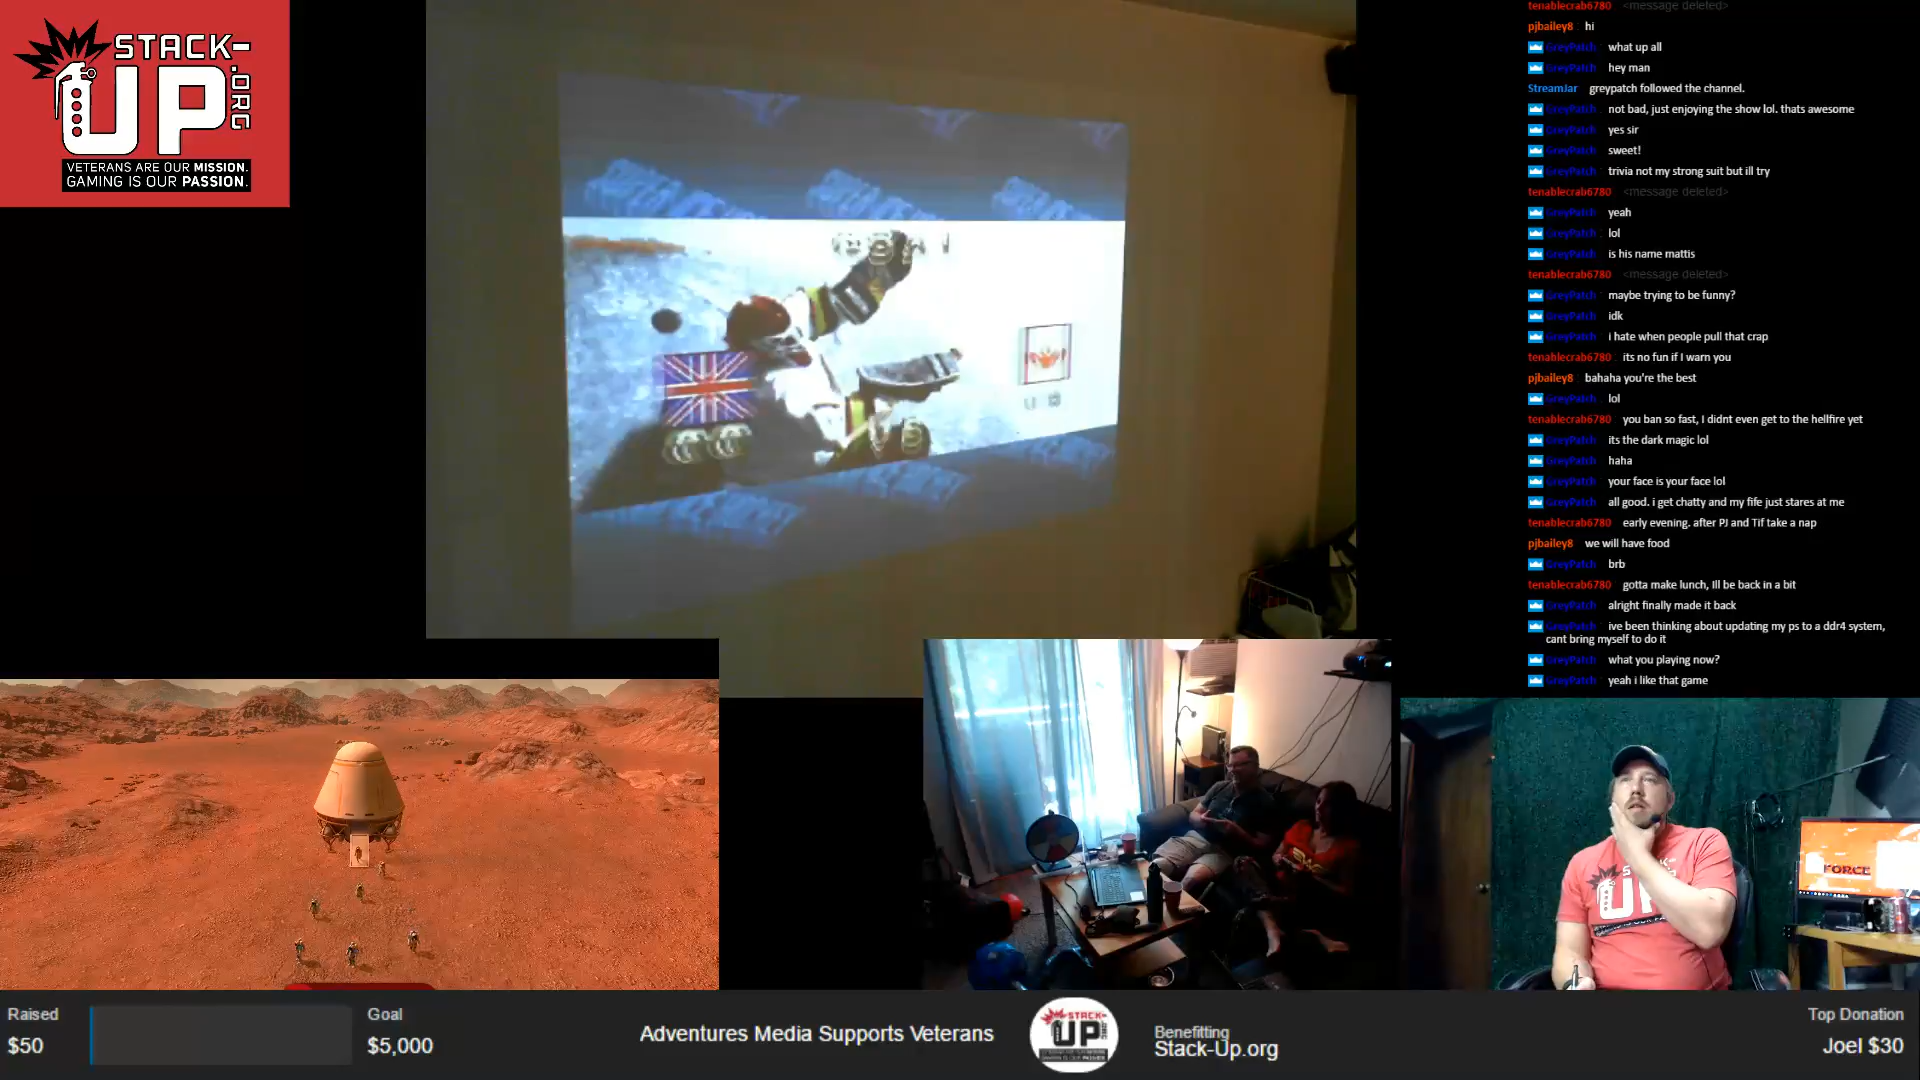 STACK-
UP
.ORG
VETERANS ARE OUR MISSION.
GAMING IS OUR PASSION.
tenablecrab6780 <message deleted>
pjbailey8 hi
GreyPatch what up all
GreyPatch hey man
StreamJar greypatch followed the channel.
GreyPatch not bad, just enjoying the show lol. thats awesome
GreyPatch yes sir
GreyPatch sweet!
GreyPatch trivia not my strong suit but ill try
tenablecrab6780 <message deleted>
GreyPatch yeah
GreyPatch lol
GreyPatch is his name mattis
tenablecrab6780 <message deleted>
GreyPatch maybe trying to be funny?
GreyPatch idk
GreyPatch i hate when people pull that crap
tenablecrab6780 its no fun if I warn you
pjbailey8 bahaha you're the best
GreyPatch lol
tenablecrab6780 you ban so fast, I didnt even get to the hellfire yet
GreyPatch its the dark magic lol
GreyPatch haha
GreyPatch your face is your face lol
GreyPatch all good. i get chatty and my fife just stares at me
tenablecrab6780 early evening. after PJ and Tif take a nap
pjbailey8 we will have food
GreyPatch brb
tenablecrab6780 gotta make lunch, Ill be back in a bit
GreyPatch alright finally made it back
GreyPatch ive been thinking about updating my ps to a ddr4 system,
cant bring myself to do it
GreyPatch what you playing now?
GreyPatch yeah i like that game
FORCE
Raised
$50
Goal
$5,000
Adventures Media Supports Veterans
STACK-
UP
Benefitting
Stack-Up.org
Top Donation
Joel $30